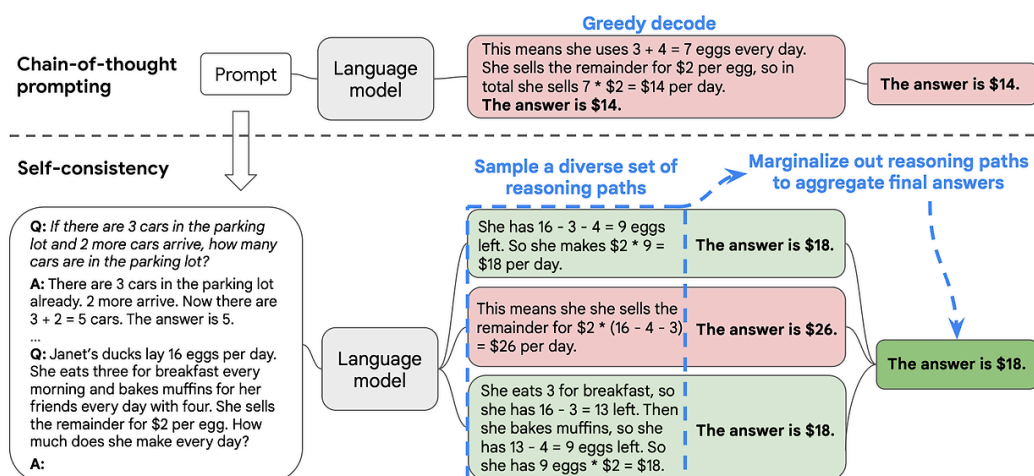 Greedy decode
Chain-of-thought
prompting
Prompt
Language
model
This means she uses 3 + 4 = 7 eggs every day.
She sells the remainder for $2 per egg, so in
total she sells 7 * $2 = $14 per day.
The answer is $14.
The answer is $14.
Self-consistency
Sample a diverse set of
reasoning paths
Marginalize out reasoning paths
to aggregate final answers
Q: If there are 3 cars in the parking
lot and 2 more cars arrive, how many
cars are in the parking lot?
A: There are 3 cars in the parking lot
already. 2 more arrive. Now there are
3 + 2 = 5 cars. The answer is 5.
...
Q: Janet's ducks lay 16 eggs per day.
She eats three for breakfast every
morning and bakes muffins for her
friends every day with four. She sells
the remainder for $2 per egg. How
much does she make every day?
A:
Language
model
She has 16 - 3 - 4 = 9 eggs
left. So she makes $2 * 9 =
$18 per day.
The answer is $18.
This means she she sells the
remainder for $2 * (16 - 4 - 3)
= $26 per day.
The answer is $26.
She eats 3 for breakfast, so
she has 16 - 3 = 13 left. Then
she bakes muffins, so she
has 13 - 4 = 9 eggs left. So
she has 9 eggs * $2 = $18.
The answer is $18.
The answer is $18.